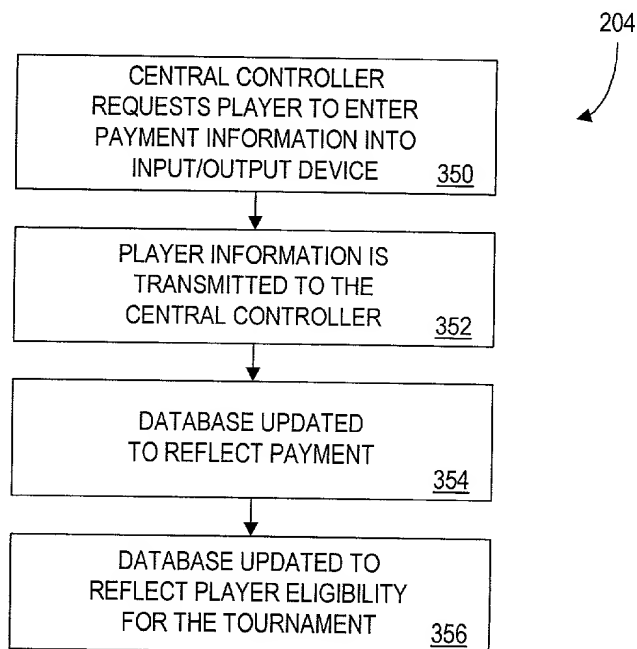 204
CENTRAL CONTROLLER
REQUESTS PLAYER TO ENTER
PAYMENT INFORMATION INTO
INPUT/OUTPUT DEVICE 350
PLAYER INFORMATION IS
TRANSMITTED TO THE
CENTRAL CONTROLLER 352
DATABASE UPDATED
TO REFLECT PAYMENT
354
DATABASE UPDATED TO
REFLECT PLAYER ELIGIBILITY
FOR THE TOURNAMENT 356